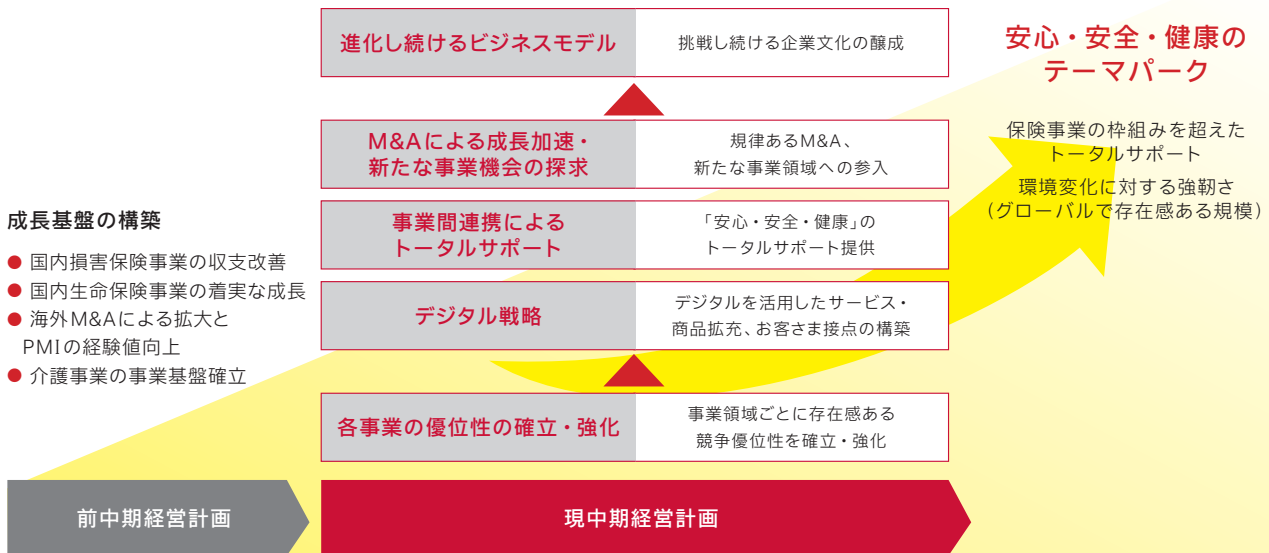 進化し続けるビジネスモデル
挑戦し続ける企業文化の醸成
M&Aによる成長加速・
新たな事業機会の探求
規律あるM&A、
新たな事業領域への参入
事業間連携による
トータルサポート
「安心・安全・健康」の
トータルサポート提供
デジタル戦略
デジタルを活用したサービス・
商品拡充、お客さま接点の構築
各事業の優位性の確立・強化
事業領域ごとに存在感ある
競争優位性を確立・強化
成長基盤の構築
● 国内損害保険事業の収支改善
● 国内生命保険事業の着実な成長
● 海外M&Aによる拡大と
PMIの経験値向上
● 介護事業の事業基盤確立
安心・安全・健康の
テーマパーク
保険事業の枠組みを超えた
トータルサポート
環境変化に対する強靭さ
(グローバルで存在感ある規模)
前中期経営計画
現中期経営計画